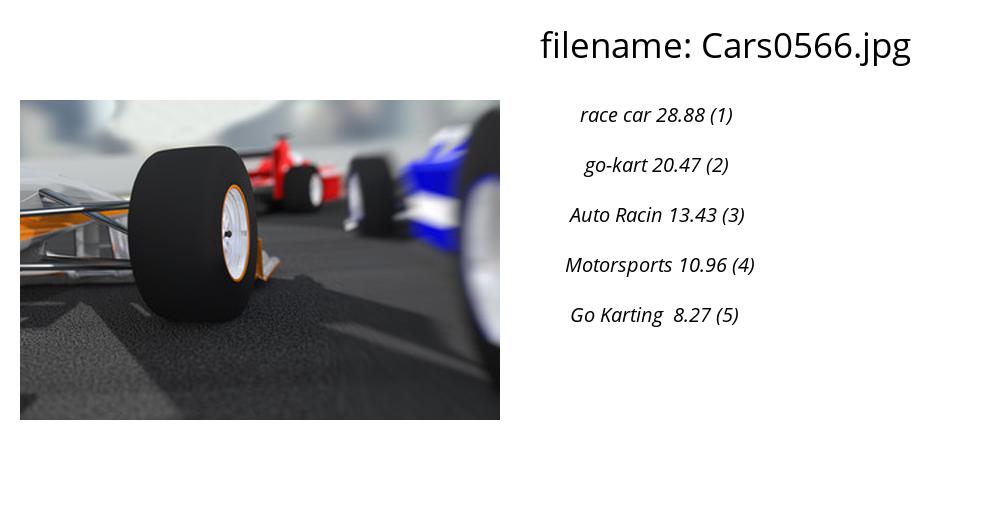 filename: Cars0566.jpg
race car 28.88 (1)
go-kart 20.47 (2)
Auto Racin 13.43 (3)
Motorsports 10.96 (4)
Go Karting  8.27 (5)